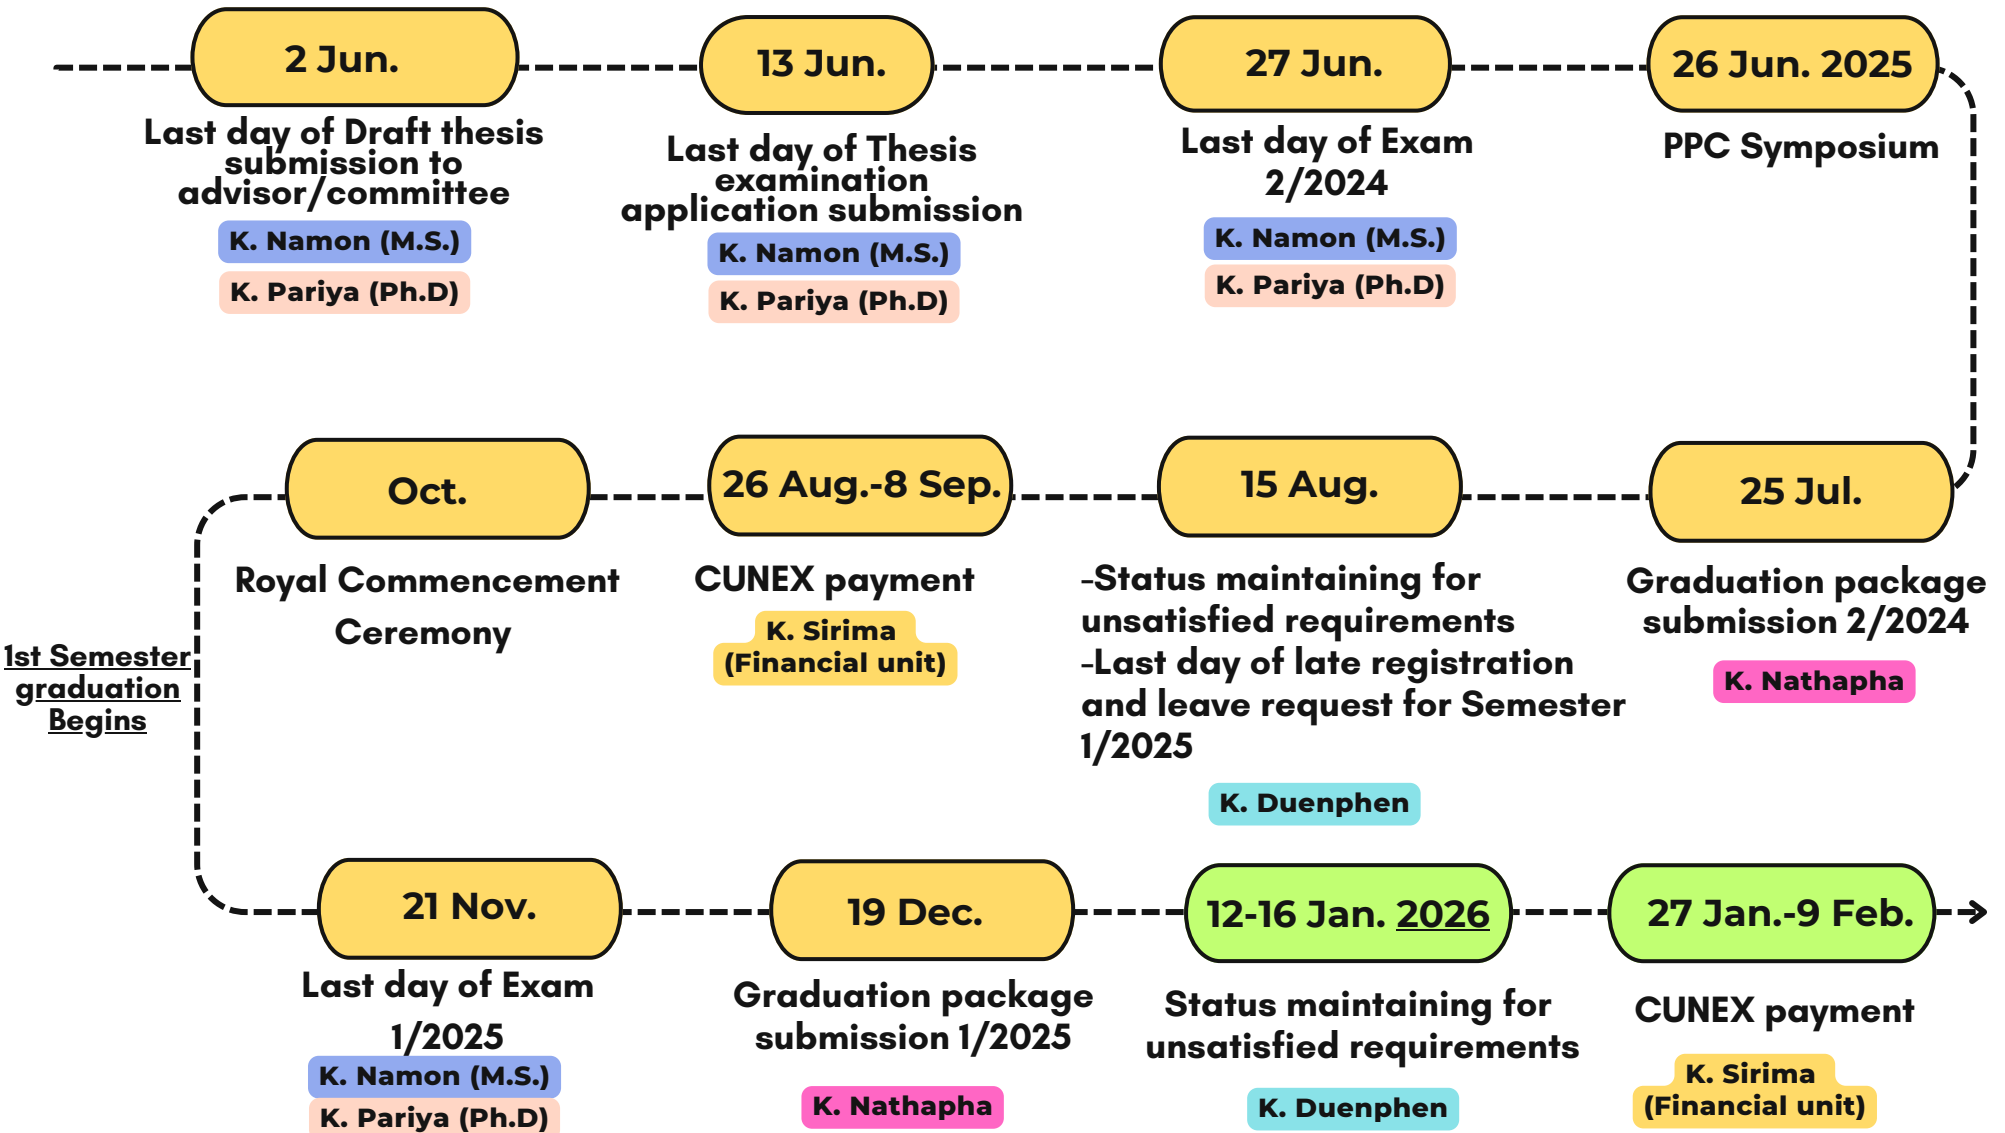 2 Jun.
Last day of Draft thesis
submission to
advisor/committee
K. Namon (M.S.)
K. Pariya (Ph.D)
13 Jun.
Last day of Thesis
examination
application submission
K. Namon (M.S.)
K. Pariya (Ph.D)
27 Jun.
Last day of Exam
2/2024
K. Namon (M.S.)
K. Pariya (Ph.D)
26 Jun. 2025
PPC Symposium
25 Jul.
Graduation package
submission 2/2024
K. Nathapha
15 Aug.
-Status maintaining for
unsatisfied requirements
-Last day of late registration
and leave request for Semester
1/2025
K. Duenphen
26 Aug.-8 Sep.
CUNEX payment
K. Sirima
(Financial unit)
Oct.
Royal Commencement
Ceremony
1st Semester
graduation
Begins
21 Nov.
Last day of Exam
1/2025
K. Namon (M.S.)
K. Pariya (Ph.D)
19 Dec.
Graduation package
submission 1/2025
K. Nathapha
12-16 Jan. 2026
Status maintaining for
unsatisfied requirements
K. Duenphen
27 Jan.-9 Feb.
CUNEX payment
K. Sirima
(Financial unit)